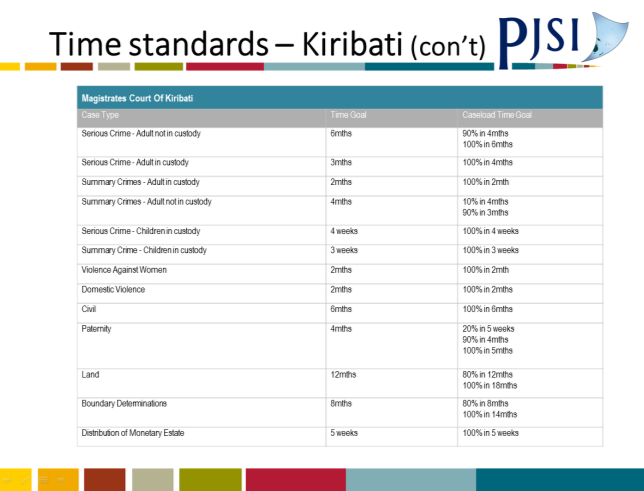 Time standards – Kiribati (con't)
PJSI
Magistrates Court Of Kiribati
Case Type Time Goal Caseload Time Goal
Serious Crime - Adult not in custody 6mths 90% in 4mths
100% in 6mths
Serious Crime - Adult in custody 3mths 100% in 4mths
Summary Crimes - Adult in custody 2mths 100% in 2mth
Summary Crimes - Adult not in custody 4mths 10% in 4mths
90% in 3mths
Serious Crime - Children in custody 4 weeks 100% in 4 weeks
Summary Crime - Children in custody 3 weeks 100% in 3 weeks
Violence Against Women 2mths 100% in 2mth
Domestic Violence 2mths 100% in 2mths
Civil 6mths 100% in 6mths
Paternity 4mths 20% in 5 weeks
90% in 4mths
100% in 5mths
Land 12mths 80% in 12mths
100% in 18mths
Boundary Determinations 8mths 80% in 8mths
100% in 14mths
Distribution of Monetary Estate 5 weeks 100% in 5 weeks